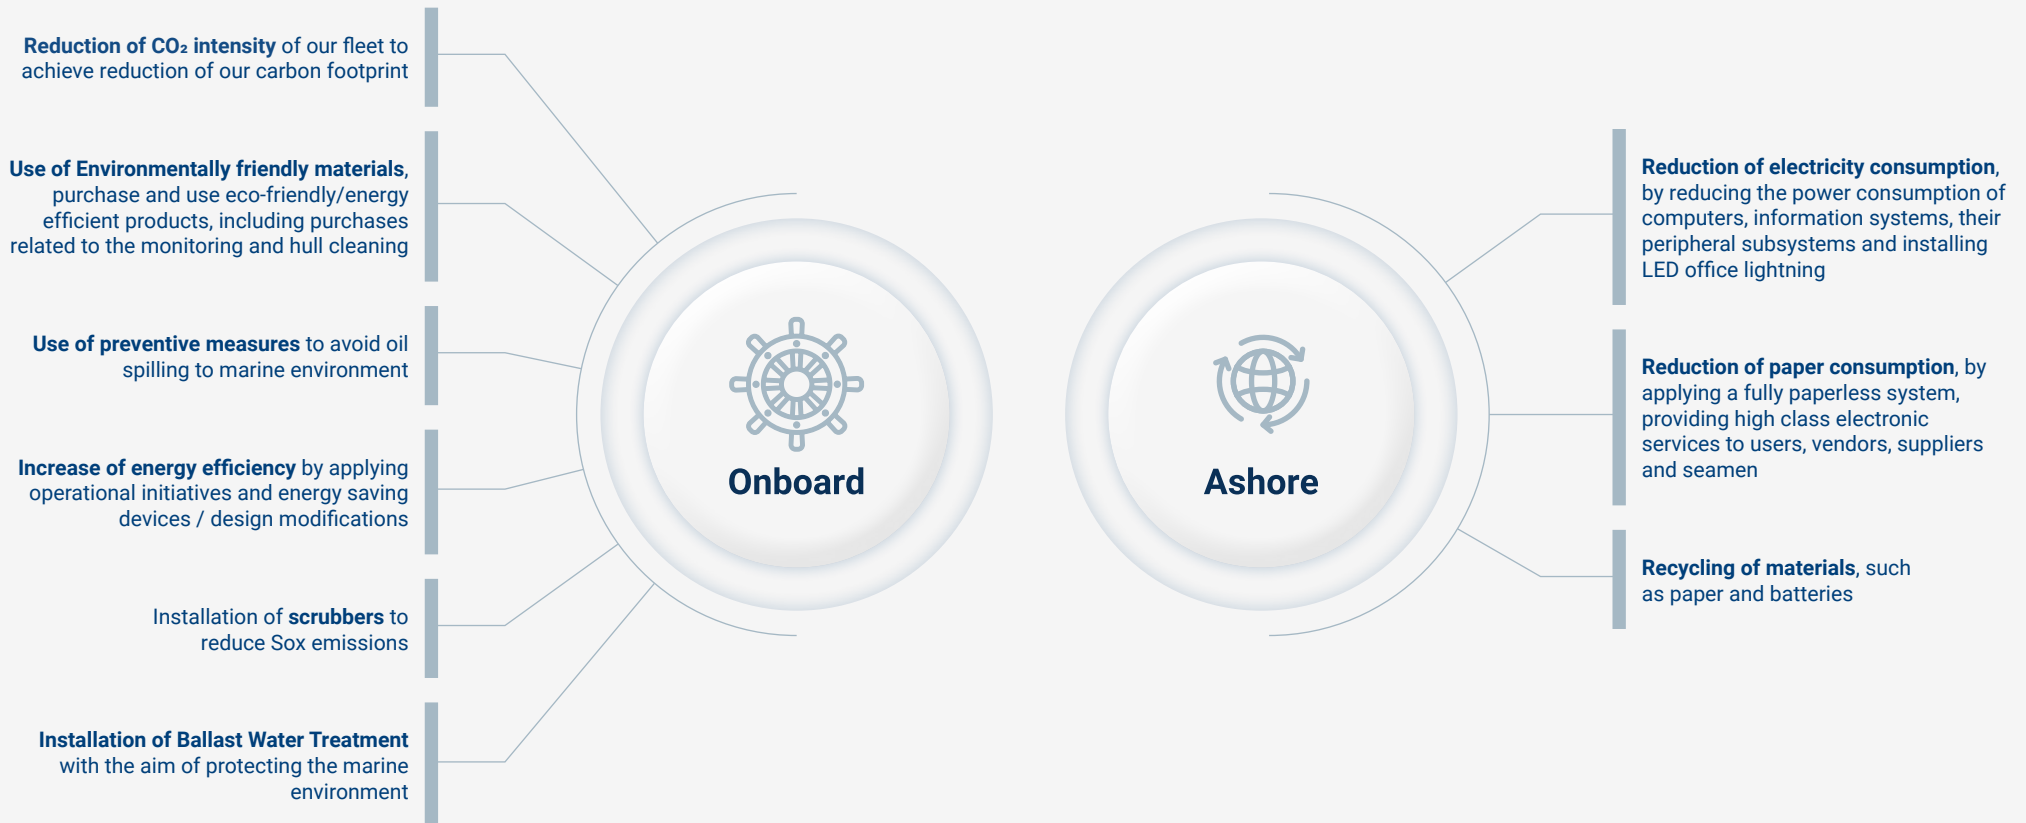 Reduction of CO₂ intensity of our fleet to
achieve reduction of our carbon footprint
Use of Environmentally friendly materials,
purchase and use eco-friendly/energy
efficient products, including purchases
related to the monitoring and hull cleaning
Use of preventive measures to avoid oil
spilling to marine environment
Increase of energy efficiency by applying
operational initiatives and energy saving
devices / design modifications
Installation of scrubbers to
reduce Sox emissions
Installation of Ballast Water Treatment
with the aim of protecting the marine
environment
Onboard
Ashore
Reduction of electricity consumption,
by reducing the power consumption of
computers, information systems, their
peripheral subsystems and installing
LED office lightning
Reduction of paper consumption, by
applying a fully paperless system,
providing high class electronic
services to users, vendors, suppliers
and seamen
Recycling of materials, such
as paper and batteries